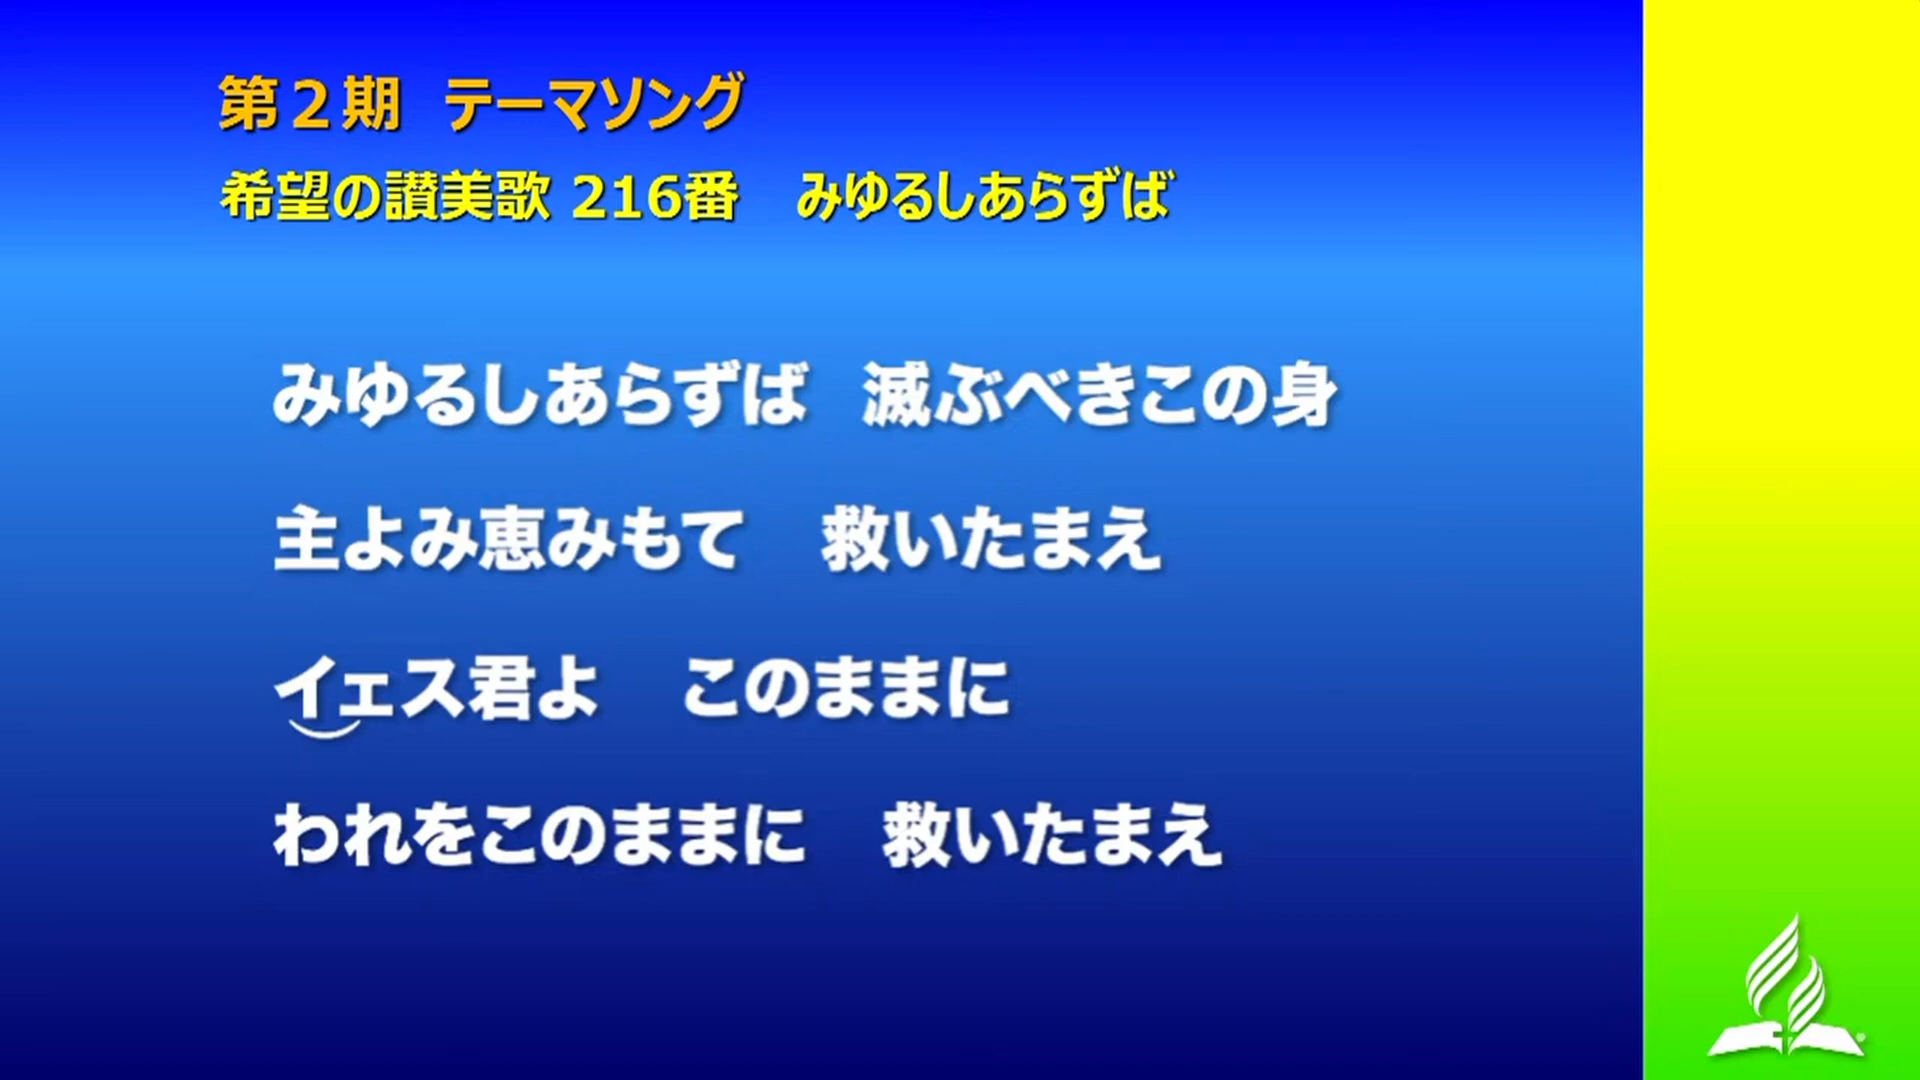 第２期　テーマソング
希望の讃美歌 216番　みゆるしあらずば
みゆるしあらずば　滅ぶべきこの身
主よみ恵みもて　救いたまえ
イェス君よ　このままに
われをこのままに　救いたまえ